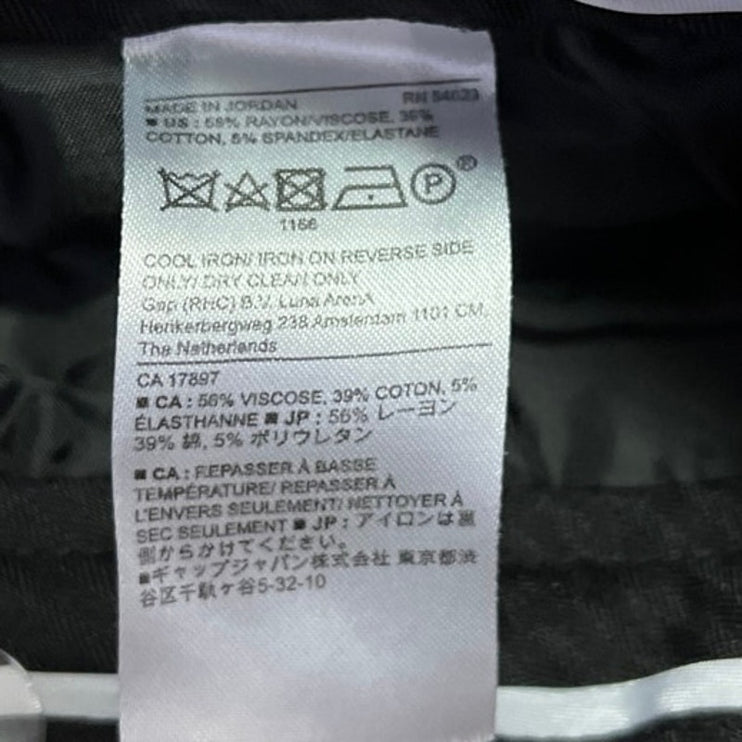 MADE IN JORDAN RN 54023
■ US : 56% RAYON/VISCOSE, 39%
COTTON, 5% SPANDEX/ELASTANE
P ®
1166
COOL IRON/ IRON ON REVERSE SIDE
ONLY/ DRY CLEAN ONLY
Gap (RHC) B.V. Luna ArenA
Herikerbergweg 238 Amsterdam 1101 CM,
The Netherlands
CA 17897
■ CA : 56% VISCOSE, 39% COTON, 5%
ÉLASTHANNE ■ JP : 56% レーヨン
39% 綿, 5% ポリウレタン
■ CA : REPASSER À BASSE
TEMPÉRATURE/ REPASSER À
L'ENVERS SEULEMENT/ NETTOYER À
SEC SEULEMENT ■ JP : アイロンは裏
側からかけてください。
■ギャップジャパン株式会社 東京都渋
谷区千駄ケ谷5-32-10